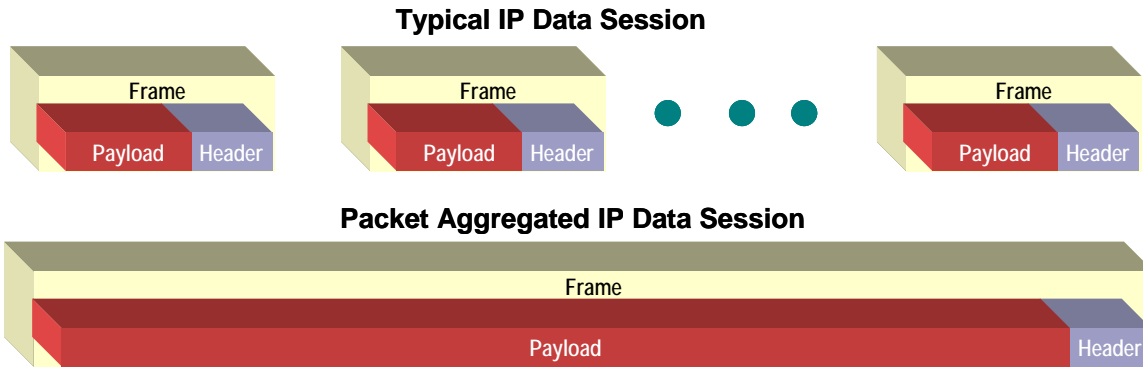 Typical IP Data Session
Frame
Payload Header
Frame
Payload Header
Frame
Payload Header
Packet Aggregated IP Data Session
Frame
Payload Header